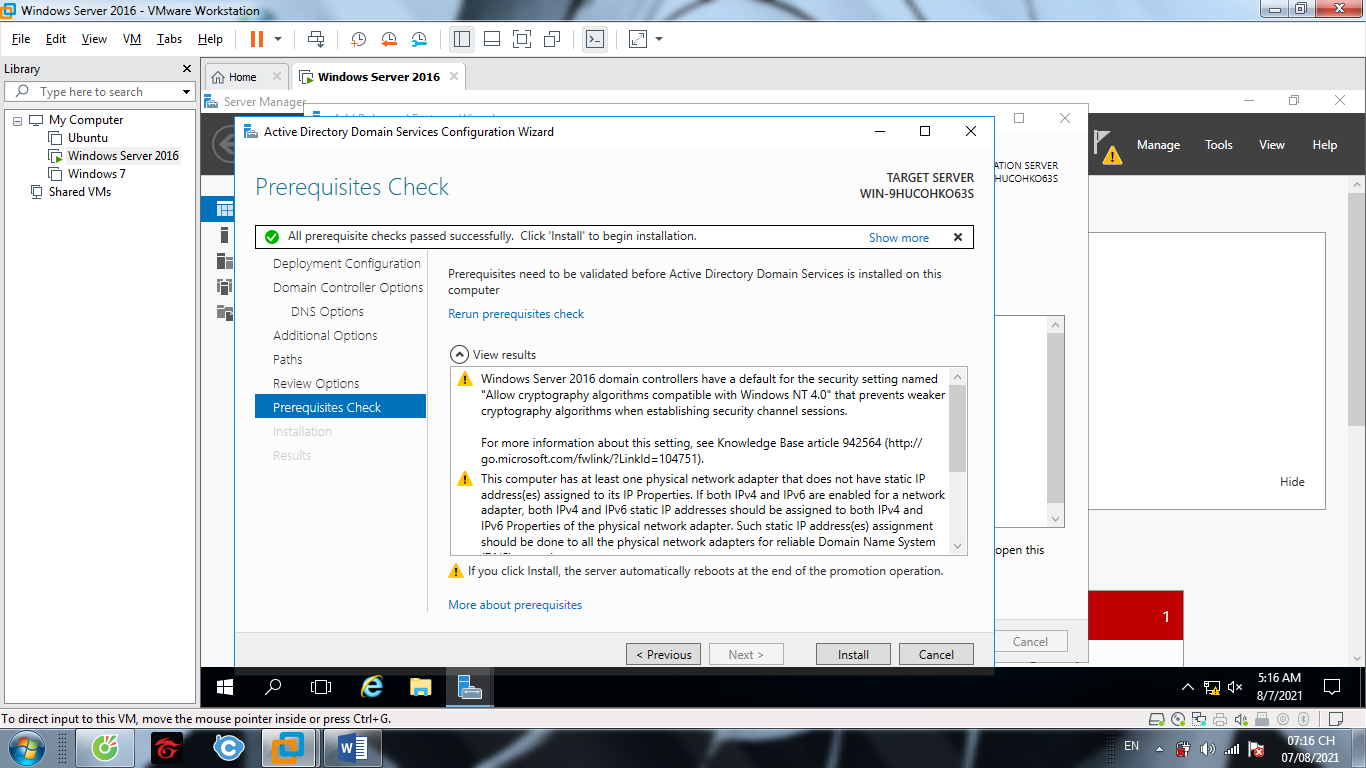 Windows Server 2016 - VMware Workstation
File Edit View VM Tabs Help
Library
Type here to search
My Computer
Ubuntu
Windows Server 2016
Windows 7
Shared VMs
Home
Windows Server 2016
Server Manager
Manage Tools View Help
ATION SERVER
HUCOHKO63S
Active Directory Domain Services Configuration Wizard
Prerequisites Check
TARGET SERVER
WIN-9HUCOHKO63S
All prerequisite checks passed successfully. Click 'Install' to begin installation.
Show more
Deployment Configuration
Domain Controller Options
DNS Options
Additional Options
Paths
Review Options
Prerequisites Check
Installation
Results
Prerequisites need to be validated before Active Directory Domain Services is installed on this
computer
Rerun prerequisites check
View results
Windows Server 2016 domain controllers have a default for the security setting named
"Allow cryptography algorithms compatible with Windows NT 4.0" that prevents weaker
cryptography algorithms when establishing security channel sessions.
For more information about this setting, see Knowledge Base article 942564 (http://
go.microsoft.com/fwlink/?LinkId=104751).
This computer has at least one physical network adapter that does not have static IP
address(es) assigned to its IP Properties. If both IPv4 and IPv6 are enabled for a network
adapter, both IPv4 and IPv6 static IP addresses should be assigned to both IPv4 and
IPv6 Properties of the physical network adapter. Such static IP address(es) assignment
should be done to all the physical network adapters for reliable Domain Name System
If you click Install, the server automatically reboots at the end of the promotion operation.
More about prerequisites
< Previous Next > Install Cancel
Hide
open this
1
Cancel
5:16 AM
8/7/2021
To direct input to this VM, move the mouse pointer inside or press Ctrl+G.
EN
07:16 CH
07/08/2021